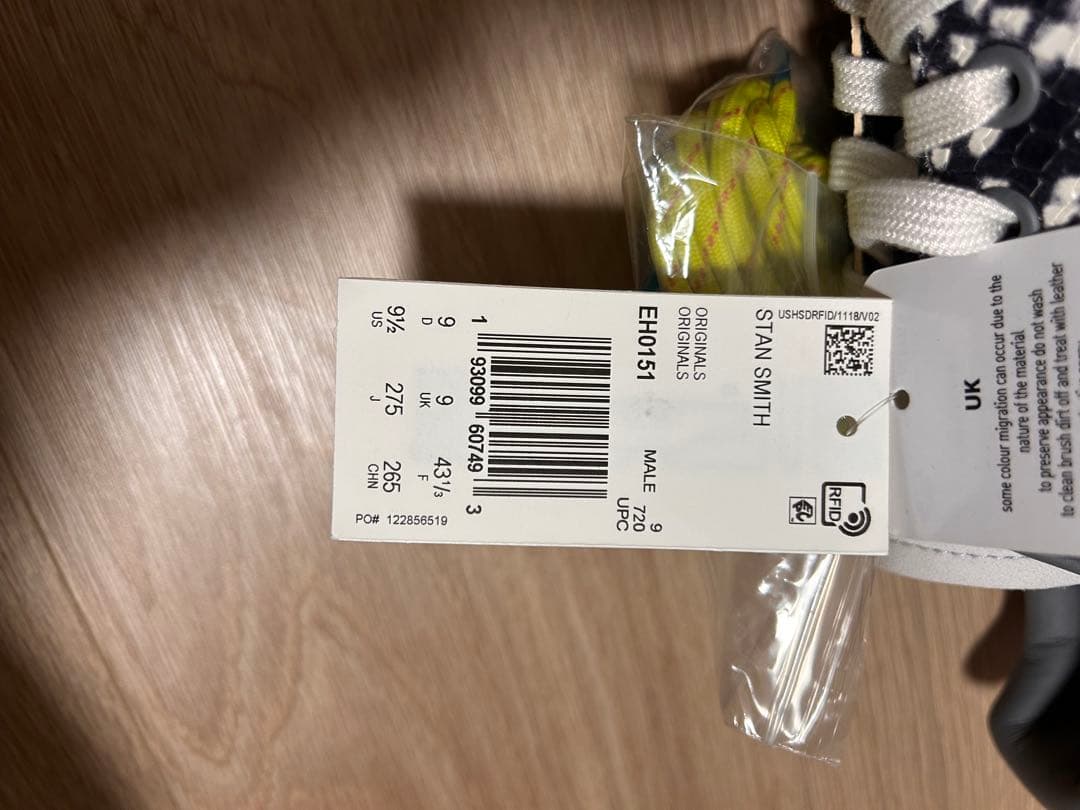 USHSDRFID/1118/V02
RFID
STAN SMITH
ORIGINALS
ORIGINALS
EH0151
MALE
9
720
UPC
1 93099 60749 3
9 9 43⅓
D UK F
9½ 275 265
US J CHN
PO# 122856519
UK
some colour migration can occur due to the
nature of the material
to preserve appearance do not wash
to clean brush dirt off and treat with leather